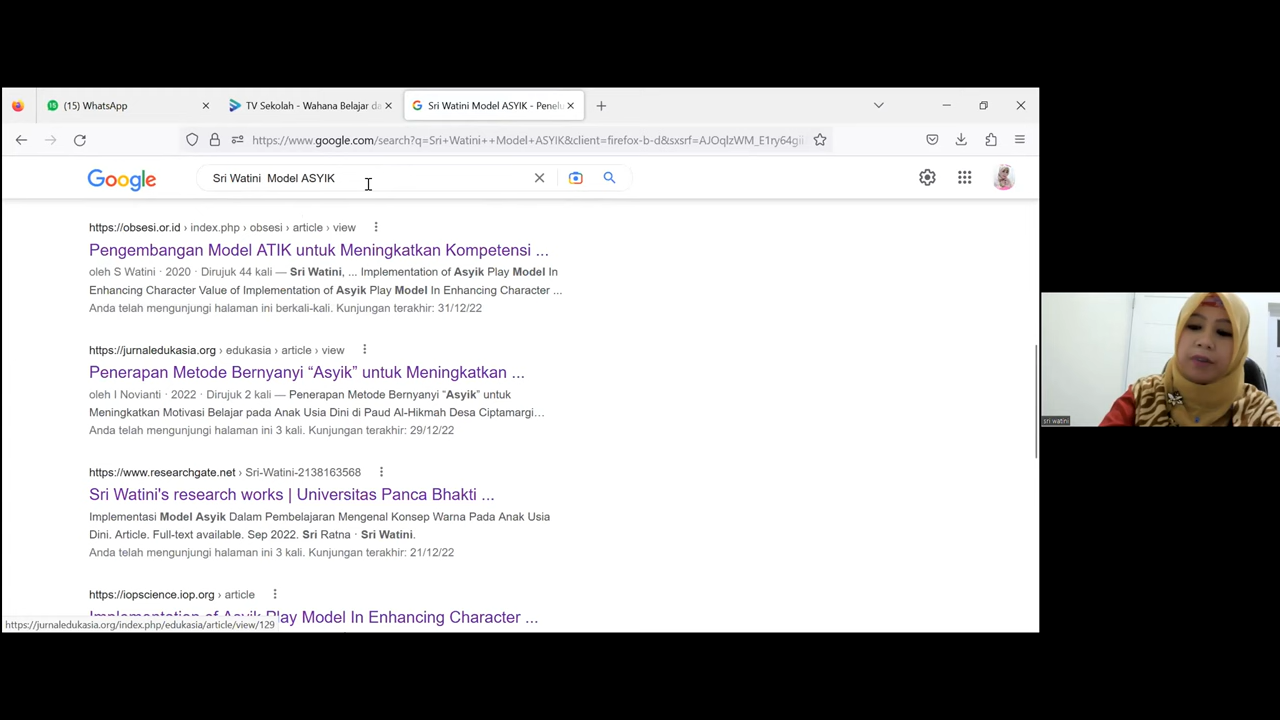 (15) WhatsApp
TV Sekolah - Wahana Belajar da
Sri Watini Model ASYIK - Penelu
https://www.google.com/search?q=Sri+Watini++Model+ASYIK&client=firefox-b-d&sxsrf=AJOqlzWM_E1ry64gii
Google
Sri Watini  Model ASYIK
https://obsesi.or.id › index.php › obsesi › article › view
Pengembangan Model ATIK untuk Meningkatkan Kompetensi ...
oleh S Watini · 2020 · Dirujuk 44 kali — Sri Watini, ... Implementation of Asyik Play Model In
Enhancing Character Value of Implementation of Asyik Play Model In Enhancing Character ...
Anda telah mengunjungi halaman ini berkali-kali. Kunjungan terakhir: 31/12/22
https://jurnaledukasia.org › edukasia › article › view
Penerapan Metode Bernyanyi “Asyik” untuk Meningkatkan ...
oleh I Novianti · 2022 · Dirujuk 2 kali — Penerapan Metode Bernyanyi “Asyik” untuk
Meningkatkan Motivasi Belajar pada Anak Usia Dini di Paud Al-Hikmah Desa Ciptamargi…
Anda telah mengunjungi halaman ini 3 kali. Kunjungan terakhir: 29/12/22
https://www.researchgate.net › Sri-Watini-2138163568
Sri Watini's research works | Universitas Panca Bhakti ...
Implementasi Model Asyik Dalam Pembelajaran Mengenal Konsep Warna Pada Anak Usia
Dini. Article. Full-text available. Sep 2022. Sri Ratna · Sri Watini.
Anda telah mengunjungi halaman ini 3 kali. Kunjungan terakhir: 21/12/22
https://iopscience.iop.org › article
Implementation of Asyik Play Model In Enhancing Character ...
https://jurnaledukasia.org/index.php/edukasia/article/view/129
sri watini